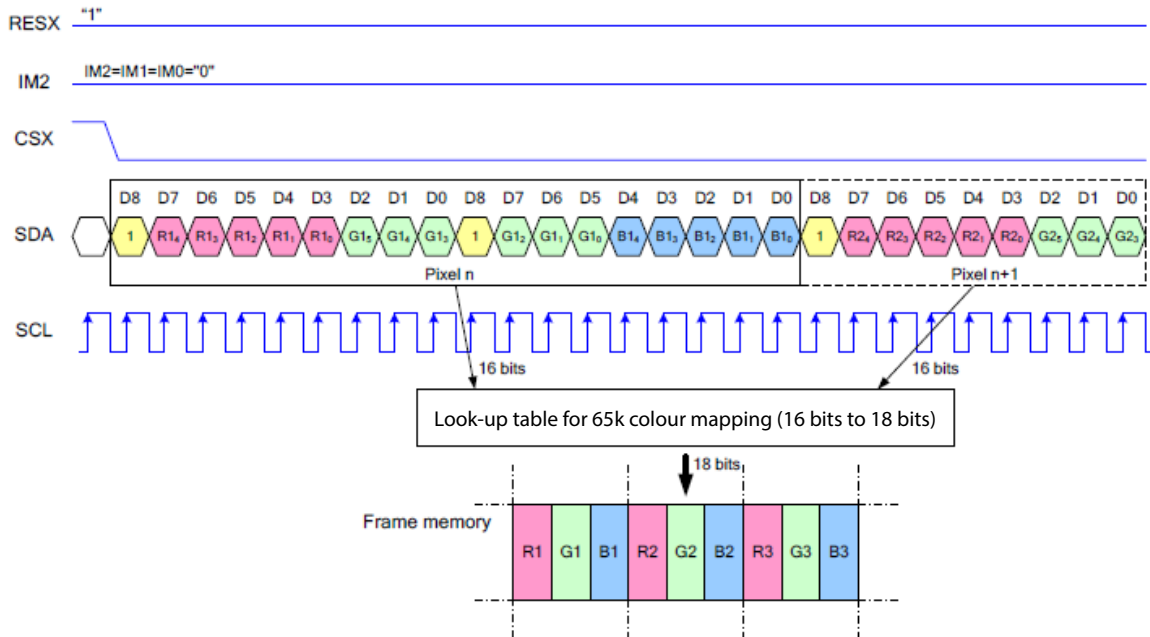 RESX "1"
IM2 IM2=IM1=IM0="0"
CSX
D8 D7 D6 D5 D4 D3 D2 D1 D0 D8 D7 D6 D5 D4 D3 D2 D1 D0 D8 D7 D6 D5 D4 D3 D2 D1 D0
SDA 1 R1₄ R1₃ R1₂ R1₁ R1₀ G1₅ G1₄ G1₃ 1 G1₂ G1₁ G1₀ B1₄ B1₃ B1₂ B1₁ B1₀ 1 R2₄ R2₃ R2₂ R2₁ R2₀ G2₅ G2₄ G2₃
Pixel n Pixel n+1
SCL
16 bits 16 bits
Look-up table for 65k colour mapping (16 bits to 18 bits)
18 bits
Frame memory
R1 G1 B1 R2 G2 B2 R3 G3 B3